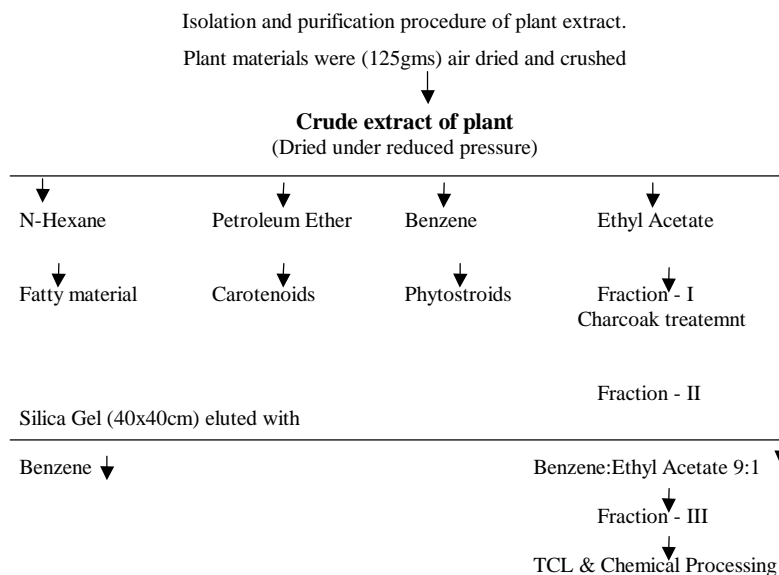 Isolation and purification procedure of plant extract.
Plant materials were (125gms) air dried and crushed
Crude extract of plant
(Dried under reduced pressure)
N-Hexane Petroleum Ether Benzene Ethyl Acetate
Fatty material Carotenoids Phytostroids Fraction - I
Charcoak treatemnt
Fraction - II
Silica Gel (40x40cm) eluted with
Benzene Benzene:Ethyl Acetate 9:1
Fraction - III
TCL & Chemical Processing